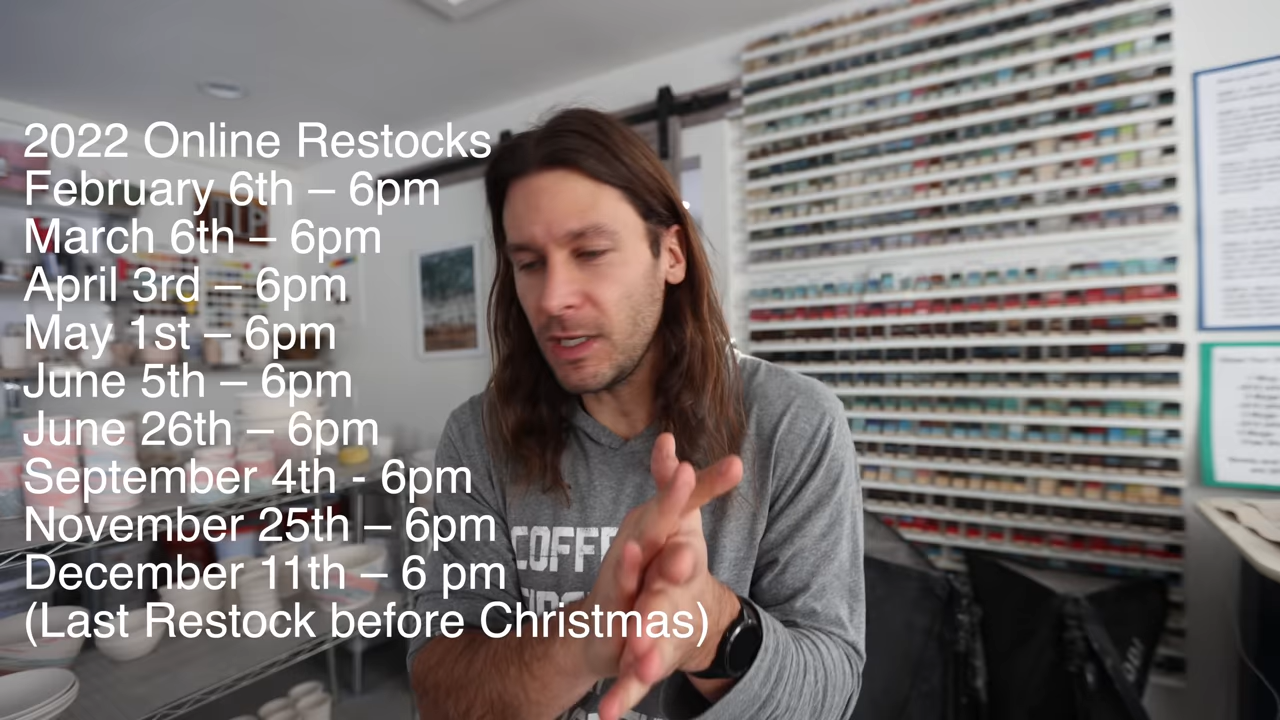 2022 Online Restocks
February 6th – 6pm
March 6th – 6pm
April 3rd – 6pm
May 1st – 6pm
June 5th – 6pm
June 26th – 6pm
September 4th - 6pm
November 25th – 6pm
December 11th – 6 pm
(Last Restock before Christmas)